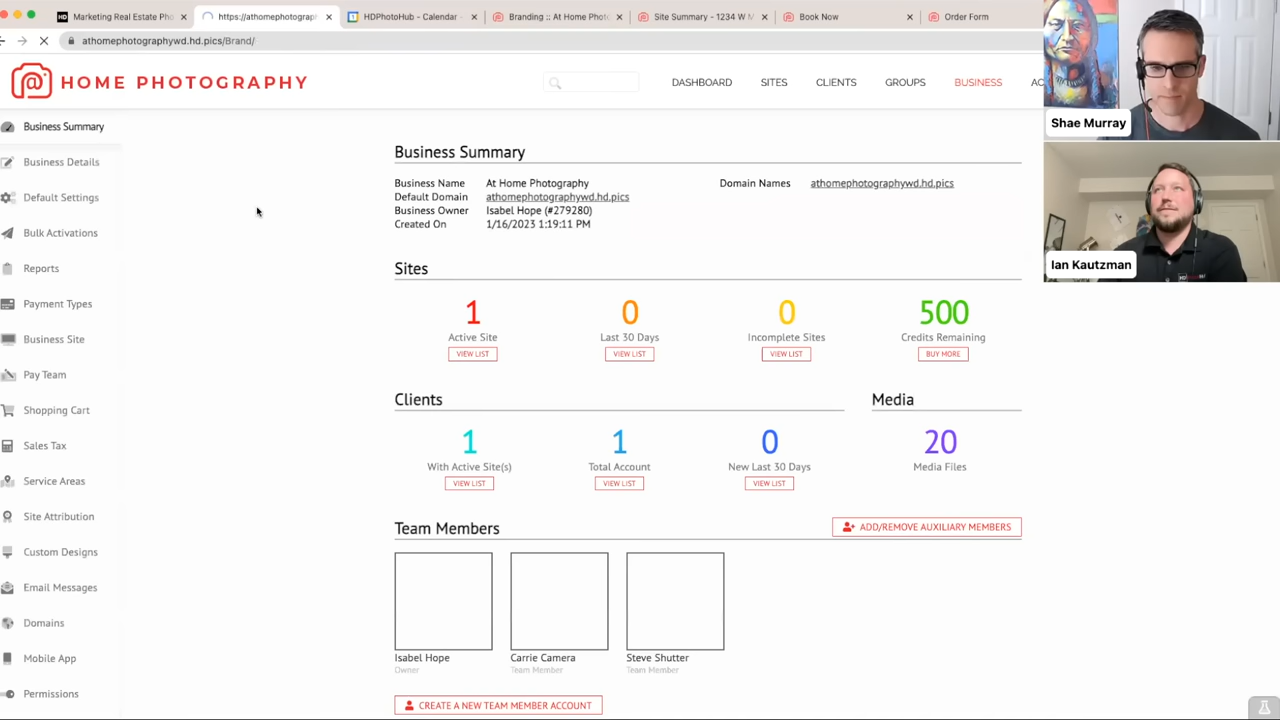 Marketing Real Estate Pho
https://athomephotograp
HDPhotoHub - Calendar
Branding :: At Home Phot
Site Summary - 1234 W M
Book Now
Order Form
athomephotographywd.hd.pics/Brand/
@ HOME PHOTOGRAPHY
DASHBOARD
SITES
CLIENTS
GROUPS
BUSINESS
AC
Shae Murray
Ian Kautzman
Business Summary
Business Details
Default Settings
Bulk Activations
Reports
Payment Types
Business Site
Pay Team
Shopping Cart
Sales Tax
Service Areas
Site Attribution
Custom Designs
Email Messages
Domains
Mobile App
Permissions
Business Summary
Business Name At Home Photography
Domain Names athomephotographywd.hd.pics
Default Domain athomephotographywd.hd.pics
Business Owner Isabel Hope (#279280)
Created On 1/16/2023 1:19:11 PM
Sites
1 0 0 500
Active Site Last 30 Days Incomplete Sites Credits Remaining
VIEW LIST VIEW LIST VIEW LIST BUY MORE
Clients
Media
1 1 0 20
With Active Site(s) Total Account New Last 30 Days Media Files
VIEW LIST VIEW LIST VIEW LIST
Team Members
ADD/REMOVE AUXILIARY MEMBERS
Isabel Hope Carrie Camera Steve Shutter
Owner Team Member Team Member
CREATE A NEW TEAM MEMBER ACCOUNT